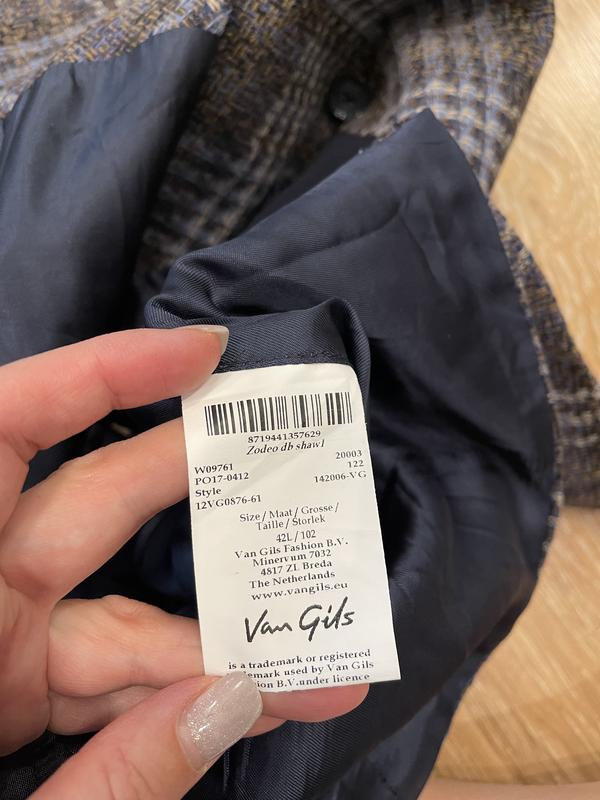 8719441357629
Zodeo db shawl
W09761 20003
PO17-0412 122
Style 142006-VG
12VG0876-61
Size/Maat/Grosse/
Taille/Storlek
42L/102
Van Gils Fashion B.V.
Minervum 7032
4817 ZL Breda
The Netherlands
www.vangils.eu
Van Gils
is a trademark or registered
emark used by Van Gils
ion B.V.under licence